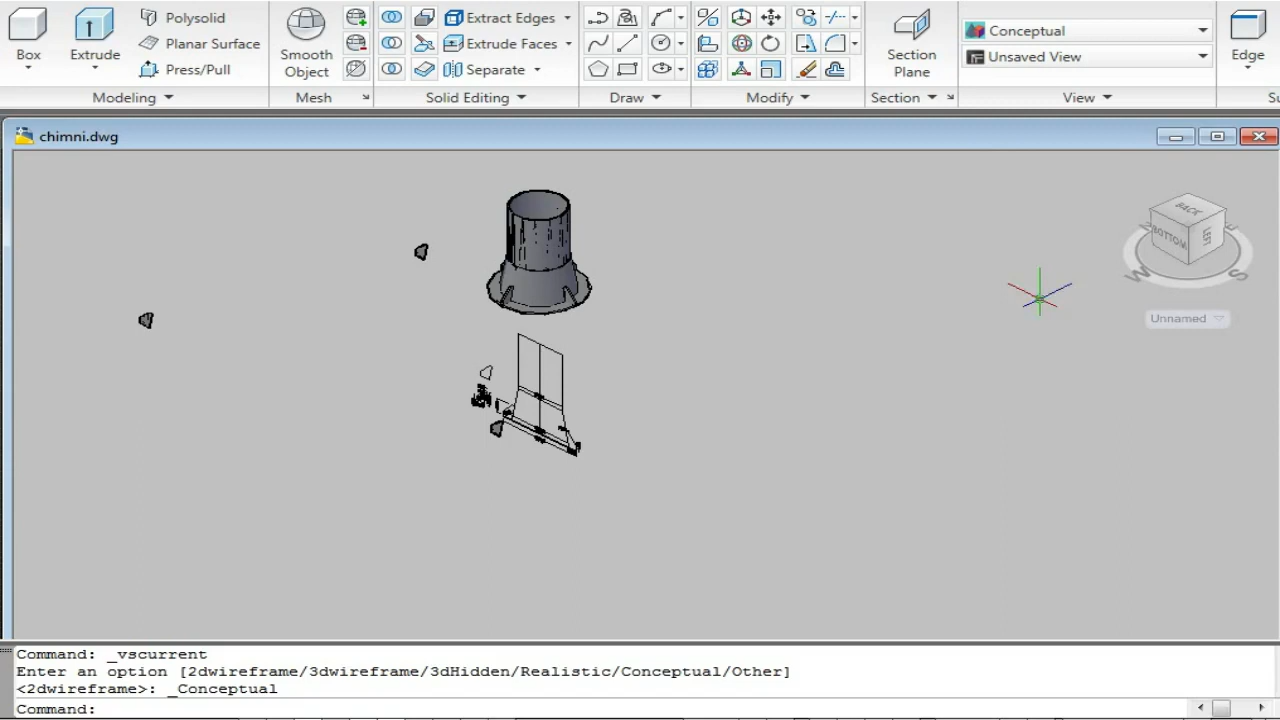 Polysolid
Extract Edges
Conceptual
Planar Surface
Extrude Faces
Box
Extrude
Smooth
Object
Section
Plane
Unsaved View
Edge
Press/Pull
Separate
Modeling
Mesh
Solid Editing
Draw
Modify
Section
View
chimni.dwg
BACK
BOTTOM
W
S
Unnamed
Command: _vscurrent
Enter an option [2dwireframe/3dwireframe/3dHidden/Realistic/Conceptual/Other]
<2dwireframe>: _Conceptual
Command: